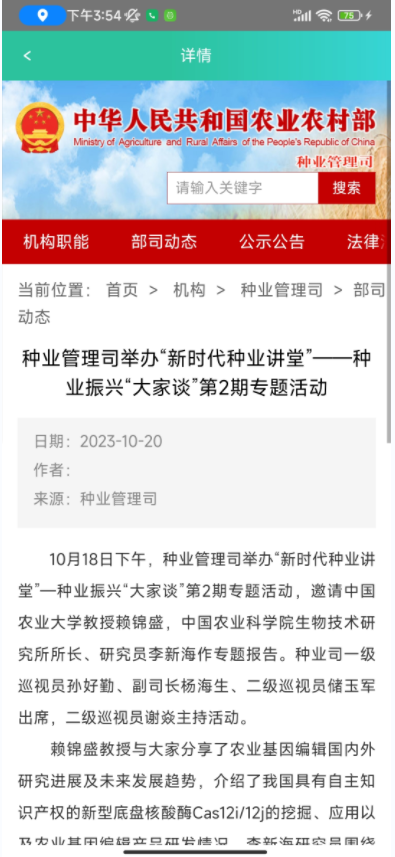 下午3:54
HD
75
详情
中华人民共和国农业农村部
Ministry of Agriculture and Rural Affairs of the People's Republic of China
种业管理司
请输入关键字 搜索
机构职能 部司动态 公示公告 法律
当前位置： 首页 > 机构 > 种业管理司 > 部司
动态
种业管理司举办“新时代种业讲堂”——种
业振兴“大家谈”第2期专题活动
日期：2023-10-20
作者：
来源：种业管理司
10月18日下午，种业管理司举办“新时代种业讲
堂”—种业振兴“大家谈”第2期专题活动，邀请中国
农业大学教授赖锦盛，中国农业科学院生物技术研
究所所长、研究员李新海作专题报告。种业司一级
巡视员孙好勤、副司长杨海生、二级巡视员储玉军
出席，二级巡视员谢焱主持活动。
赖锦盛教授与大家分享了农业基因编辑国内外
研究进展及未来发展趋势，介绍了我国具有自主知
识产权的新型底盘核酸酶Cas12i/12j的挖掘、应用以
及农业基因编辑产品研发情况。李新海研究员围绕